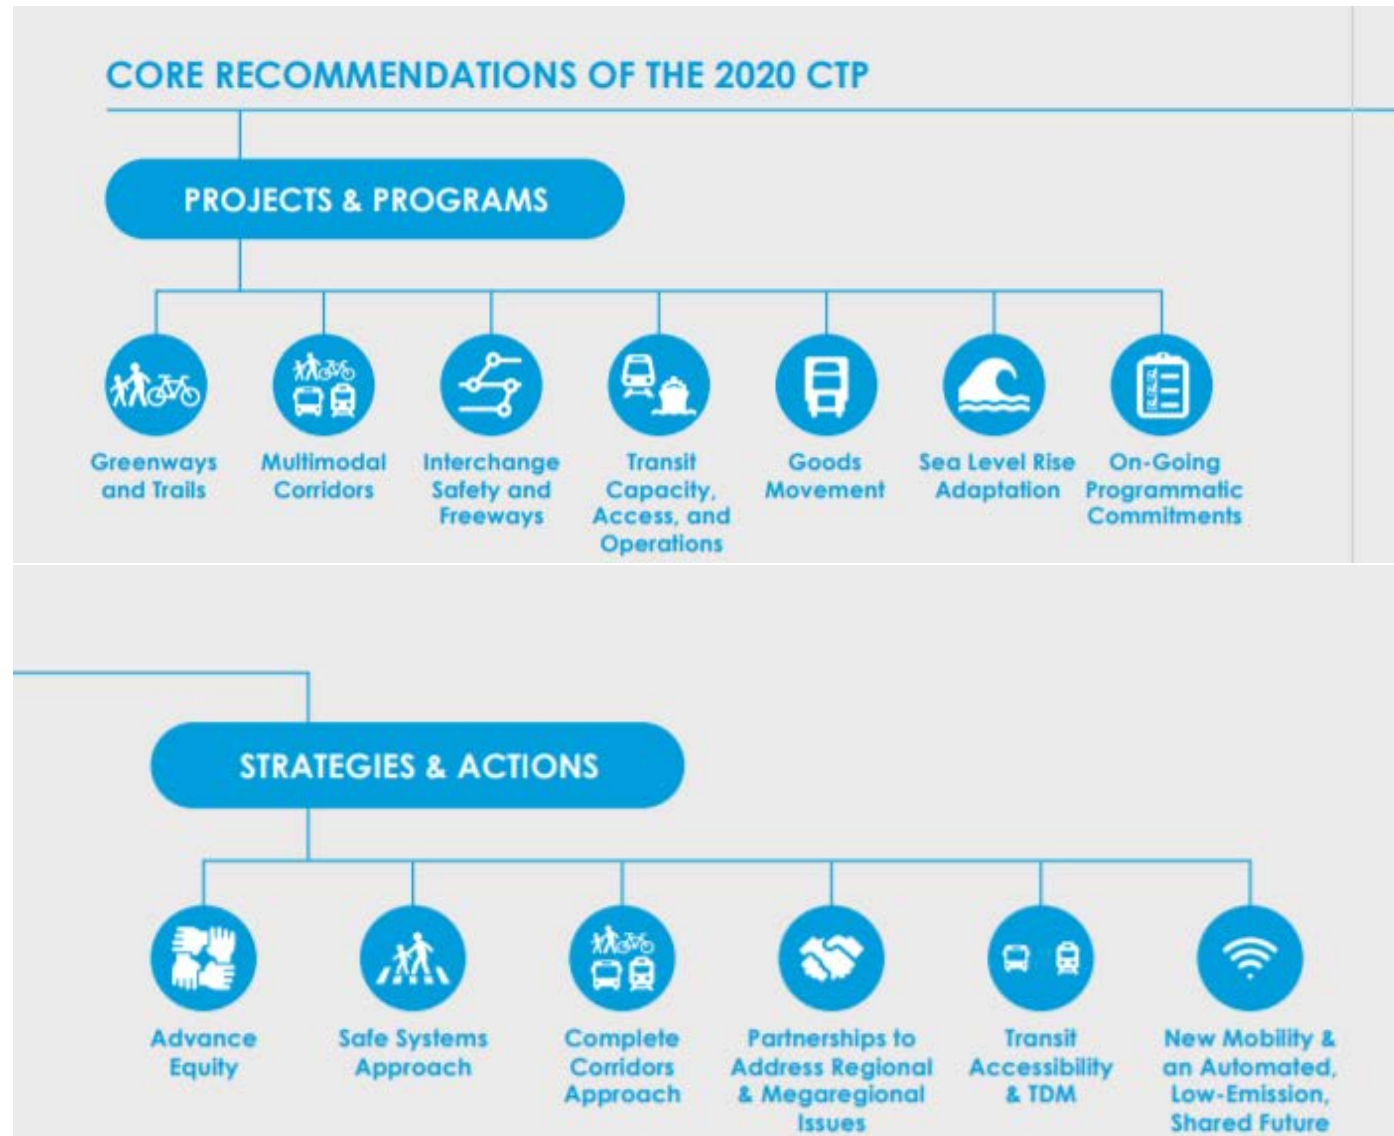 CORE RECOMMENDATIONS OF THE 2020 CTP
PROJECTS & PROGRAMS
Greenways
and Trails
Multimodal
Corridors
Interchange
Safety and
Freeways
Transit
Capacity,
Access, and
Operations
Goods
Movement
Sea Level Rise
Adaptation
On-Going
Programmatic
Commitments
STRATEGIES & ACTIONS
Advance
Equity
Safe Systems
Approach
Complete
Corridors
Approach
Partnerships to
Address Regional
& Megaregional
Issues
Transit
Accessibility
& TDM
New Mobility &
an Automated,
Low-Emission,
Shared Future